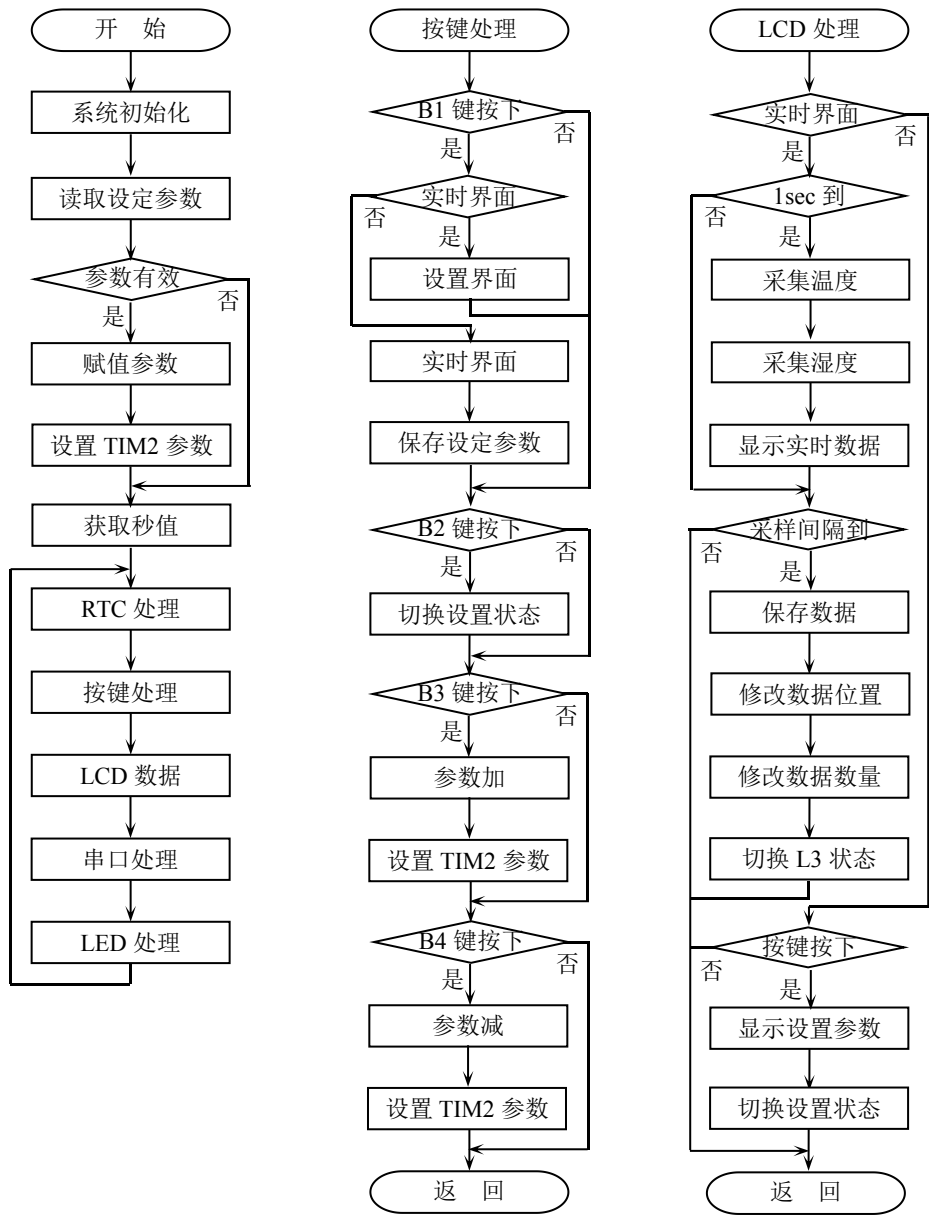 开 始
系统初始化
读取设定参数
参数有效
否
是
赋值参数
设置 TIM2 参数
获取秒值
RTC 处理
按键处理
LCD 数据
串口处理
LED 处理
按键处理
B1 键按下
否
是
实时界面
否
是
设置界面
实时界面
保存设定参数
B2 键按下
否
是
切换设置状态
B3 键按下
否
是
参数加
设置 TIM2 参数
B4 键按下
否
是
参数减
设置 TIM2 参数
返 回
LCD 处理
实时界面
否
是
1sec 到
否
是
采集温度
采集湿度
显示实时数据
采样间隔到
否
是
保存数据
修改数据位置
修改数据数量
切换 L3 状态
按键按下
否
是
显示设置参数
切换设置状态
返 回